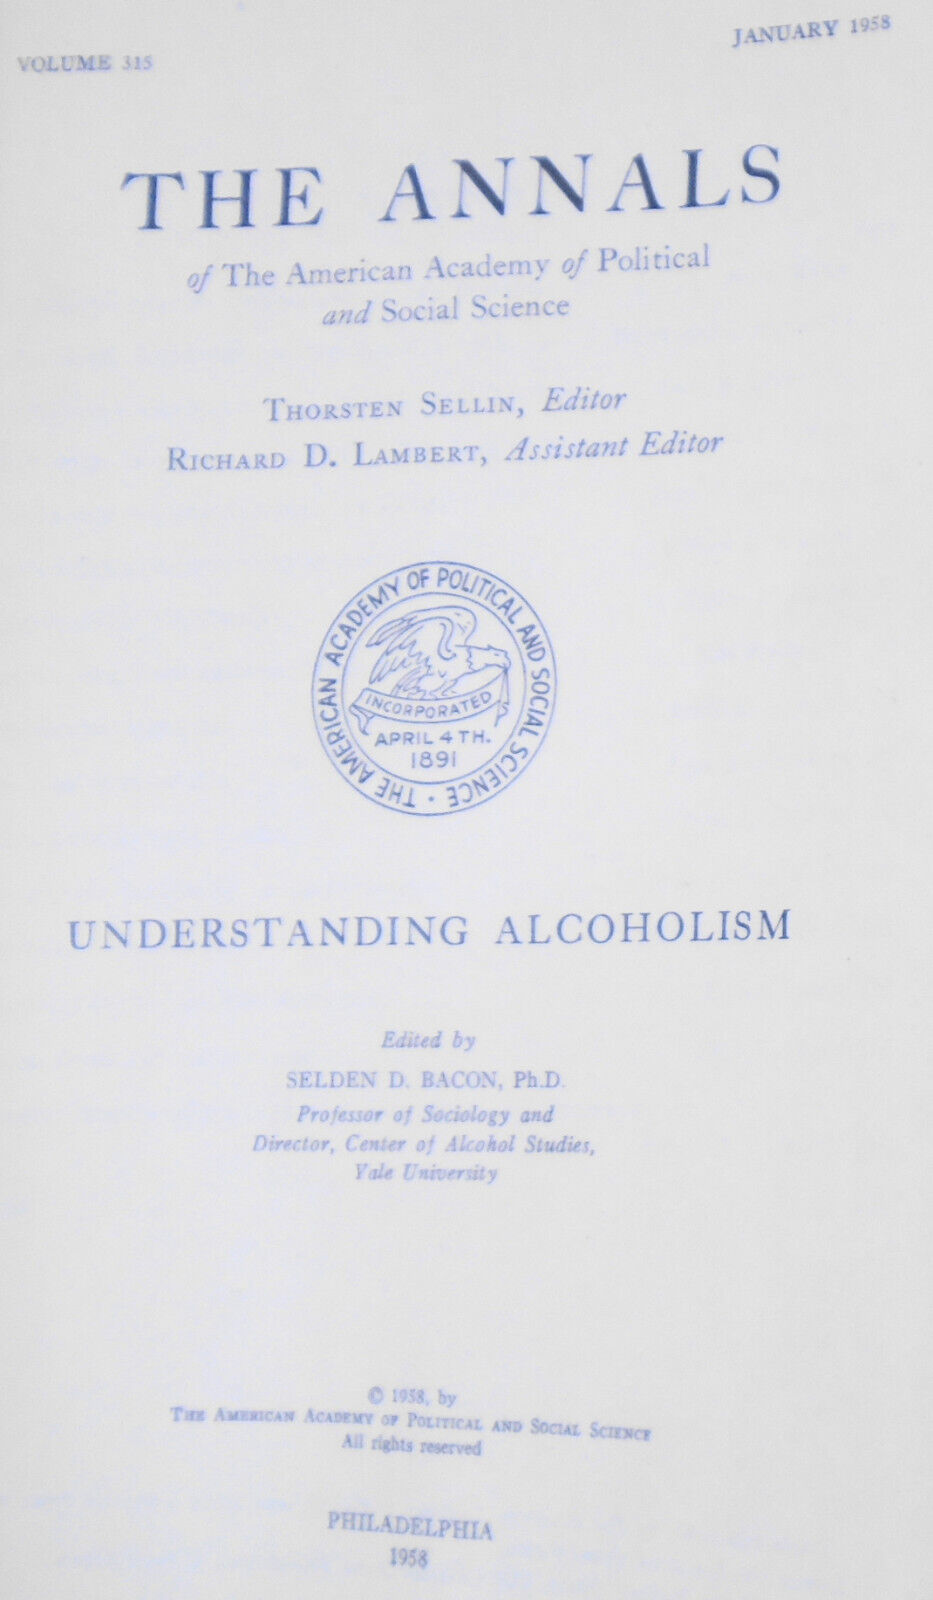 VOLUME 315
JANUARY 1958
THE ANNALS
of The American Academy of Political
and Social Science
THORSTEN SELLIN, Editor
RICHARD D. LAMBERT, Assistant Editor
THE AMERICAN ACADEMY OF POLITICAL AND SOCIAL SCIENCE ·
INCORPORATED
APRIL 4TH.
1891
UNDERSTANDING ALCOHOLISM
Edited by
SELDEN D. BACON, Ph.D.
Professor of Sociology and
Director, Center of Alcohol Studies,
Yale University
© 1958, by
THE AMERICAN ACADEMY OF POLITICAL AND SOCIAL SCIENCE
All rights reserved
PHILADELPHIA
1958